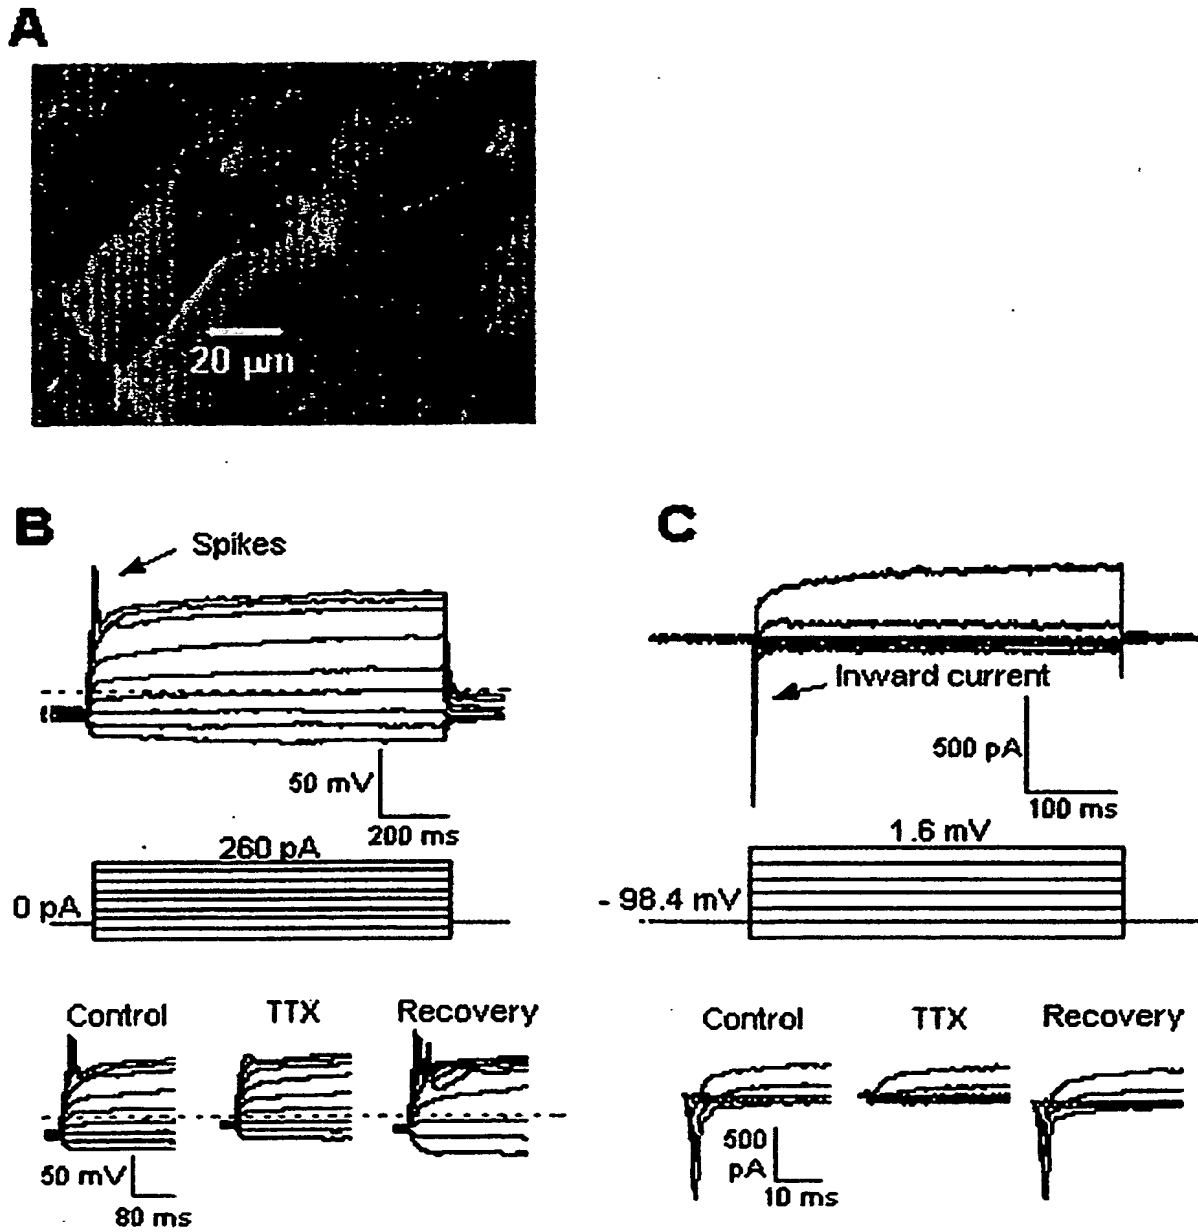 A
20 µm
B
Spikes
50 mV
200 ms
260 pA
0 pA
Control
TTX
Recovery
50 mV
80 ms
C
Inward current
500 pA
100 ms
1.6 mV
- 98.4 mV
Control
TTX
Recovery
500
pA
10 ms